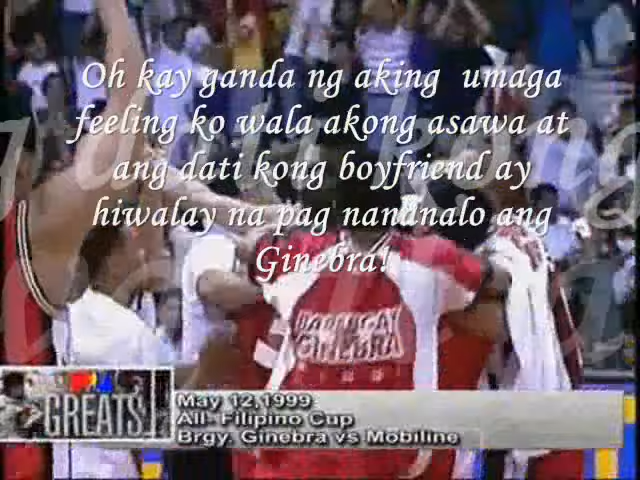 Oh kay ganda ng aking umaga
feeling ko wala akong asawa at
ang dati kong boyfriend ay
hiwalay na pag nananalo ang
Ginebra!
BARANGAY
GINEBRA
GREATS
May 12,1999
All- Filipino Cup
Brgy. Ginebra vs Mobiline